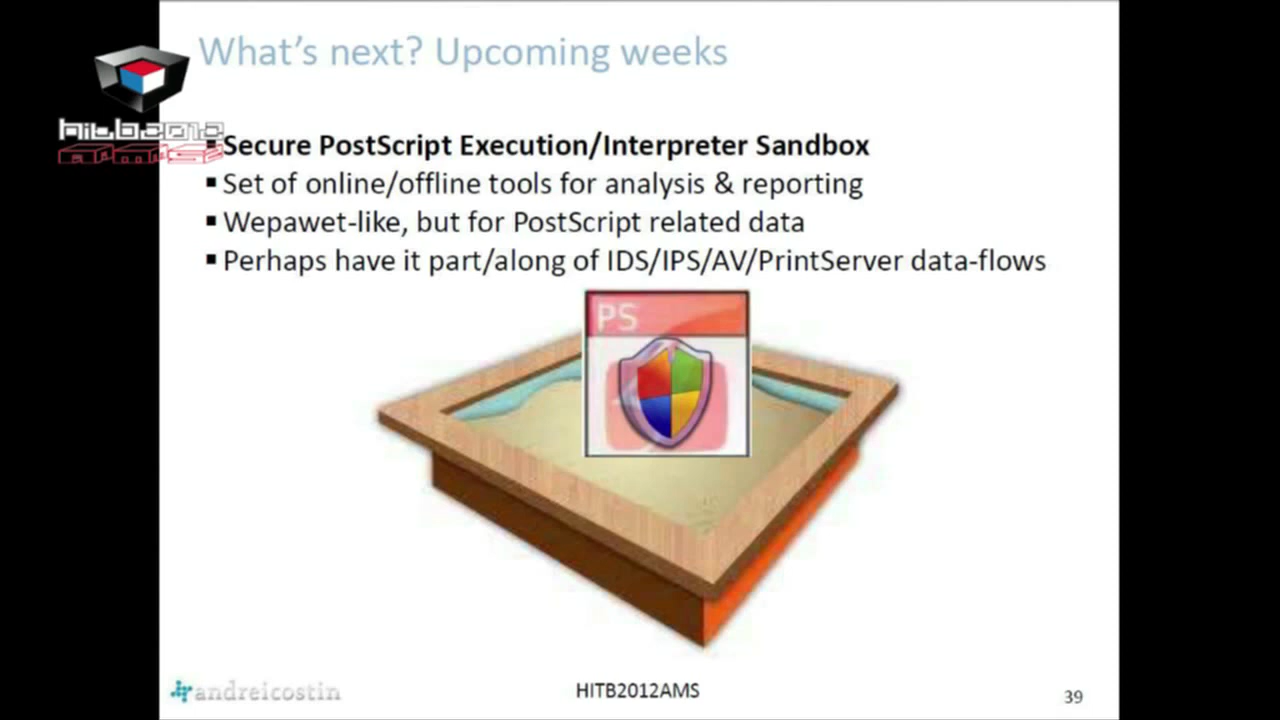 What's next? Upcoming weeks
hitb2012
AMS
▪ Secure PostScript Execution/Interpreter Sandbox
▪ Set of online/offline tools for analysis & reporting
▪ Wepawet-like, but for PostScript related data
▪ Perhaps have it part/along of IDS/IPS/AV/PrintServer data-flows
PS
andreicostin
HITB2012AMS
39